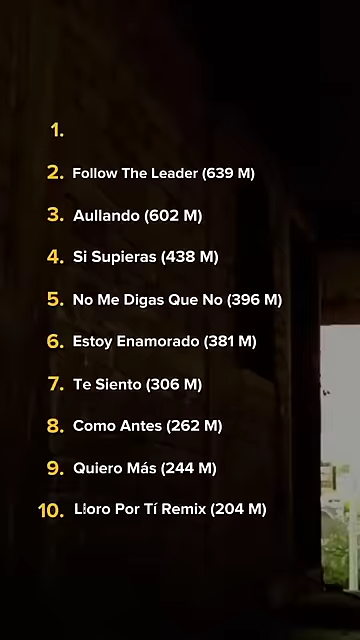 1.
2. Follow The Leader (639 M)
3. Aullando (602 M)
4. Si Supieras (438 M)
5. No Me Digas Que No (396 M)
6. Estoy Enamorado (381 M)
7. Te Siento (306 M)
8. Como Antes (262 M)
9. Quiero Más (244 M)
10. Lloro Por Tí Remix (204 M)